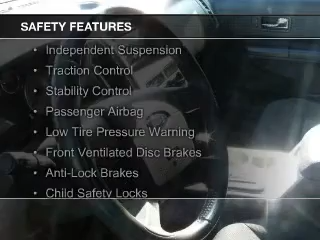 SAFETY FEATURES
• Independent Suspension
• Traction Control
• Stability Control
• Passenger Airbag
• Low Tire Pressure Warning
• Front Ventilated Disc Brakes
• Anti-Lock Brakes
• Child Safety Locks